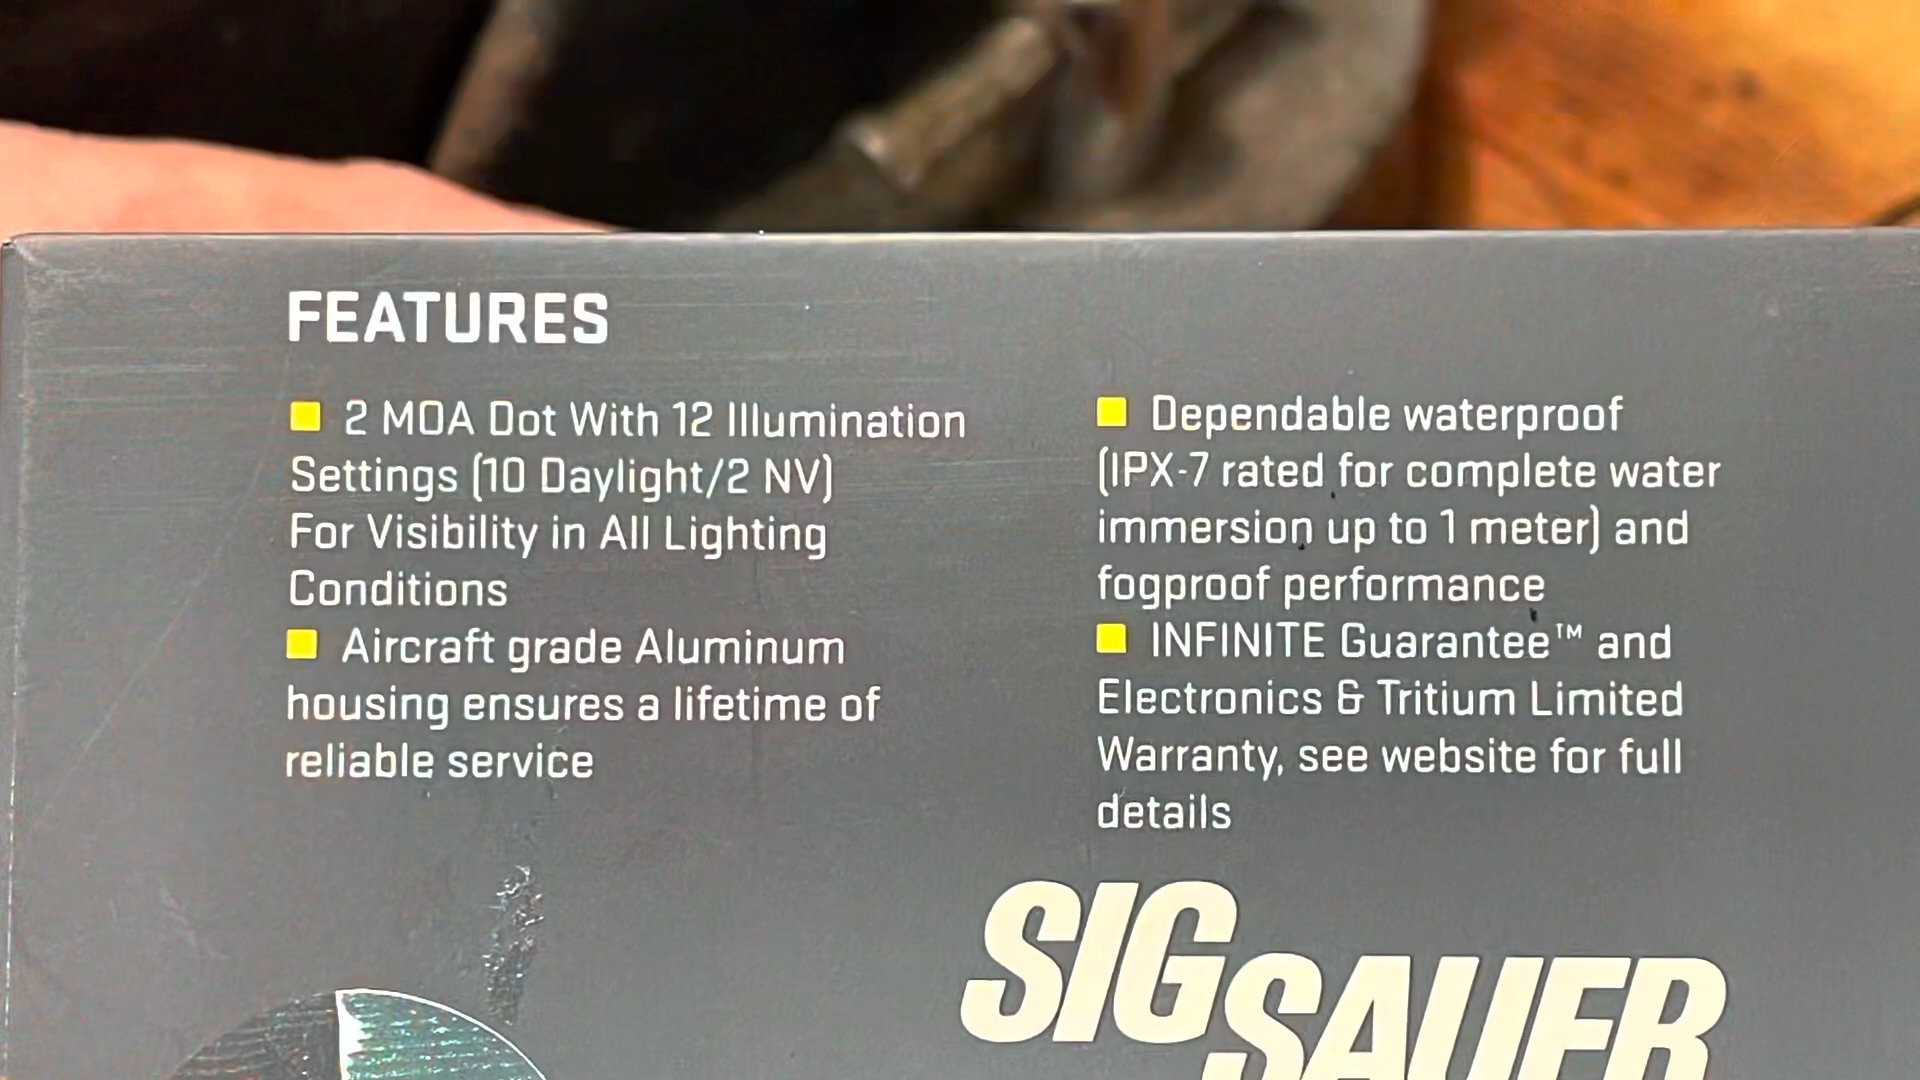 FEATURES
2 MOA Dot With 12 Illumination
Settings (10 Daylight/2 NV)
For Visibility in All Lighting
Conditions
Aircraft grade Aluminum
housing ensures a lifetime of
reliable service
Dependable waterproof
(IPX-7 rated for complete water
immersion up to 1 meter) and
fogproof performance
INFINITE Guarantee™ and
Electronics & Tritium Limited
Warranty, see website for full
details
SIG
SAUER